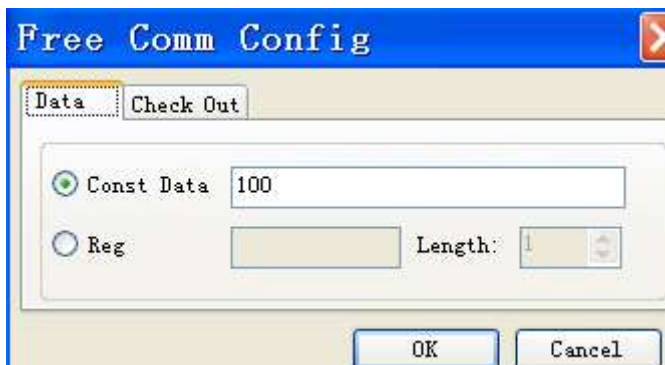 Free Comm Config
Data Check Out
Const Data 100
Reg Length: 1
OK Cancel